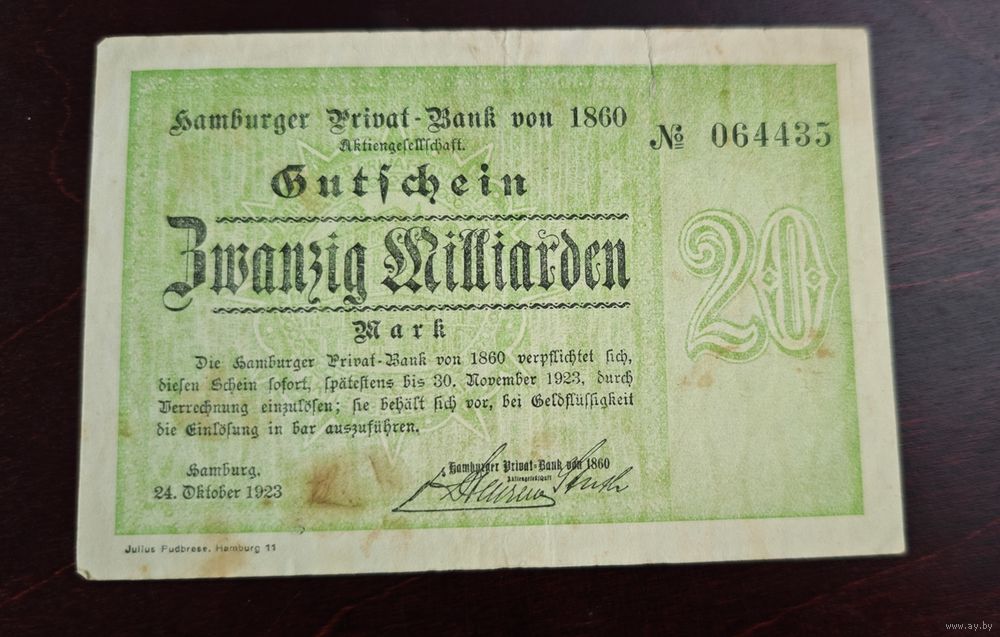 Hamburger Privat-Bank von 1860
Aktiengesellschaft.
№ 064435
Gutschein
Zwanzig Milliarden
Mark
20
Die Hamburger Privat-Bank von 1860 verpflichtet sich,
diesen Schein sofort, spätestens bis 30. November 1923, durch
Verrechnung einzulösen; sie behält sich vor, bei Geldflüssigkeit
die Einlösung in bar auszuführen.
Hamburg.
24. Oktober 1923
Hamburger Privat-Bank von 1860
Aktiengesellschaft
Julius Pudbrese, Hamburg 11
www.ay.by